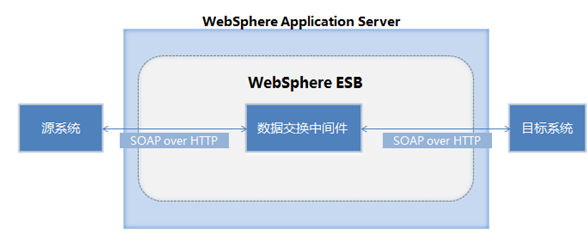 WebSphere Application Server
WebSphere ESB
源系统
SOAP over HTTP
数据交换中间件
SOAP over HTTP
目标系统